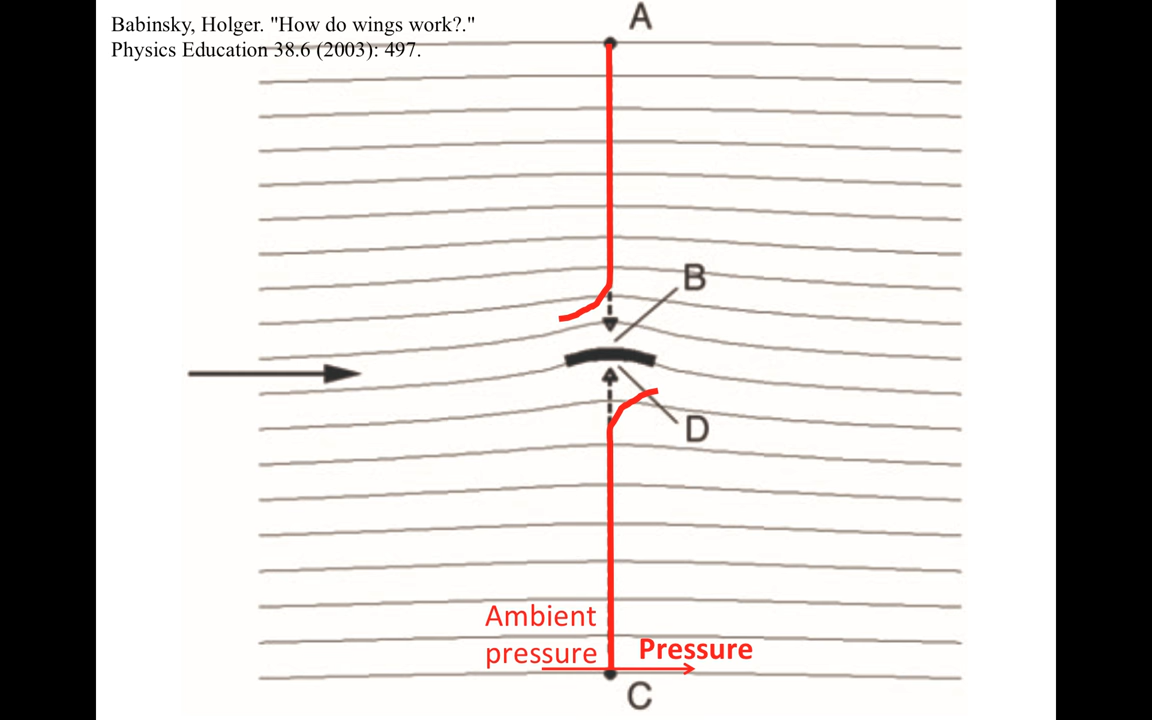 Babinsky, Holger. "How do wings work?."
Physics Education 38.6 (2003): 497.
A
B
D
Ambient
pressure
Pressure
C